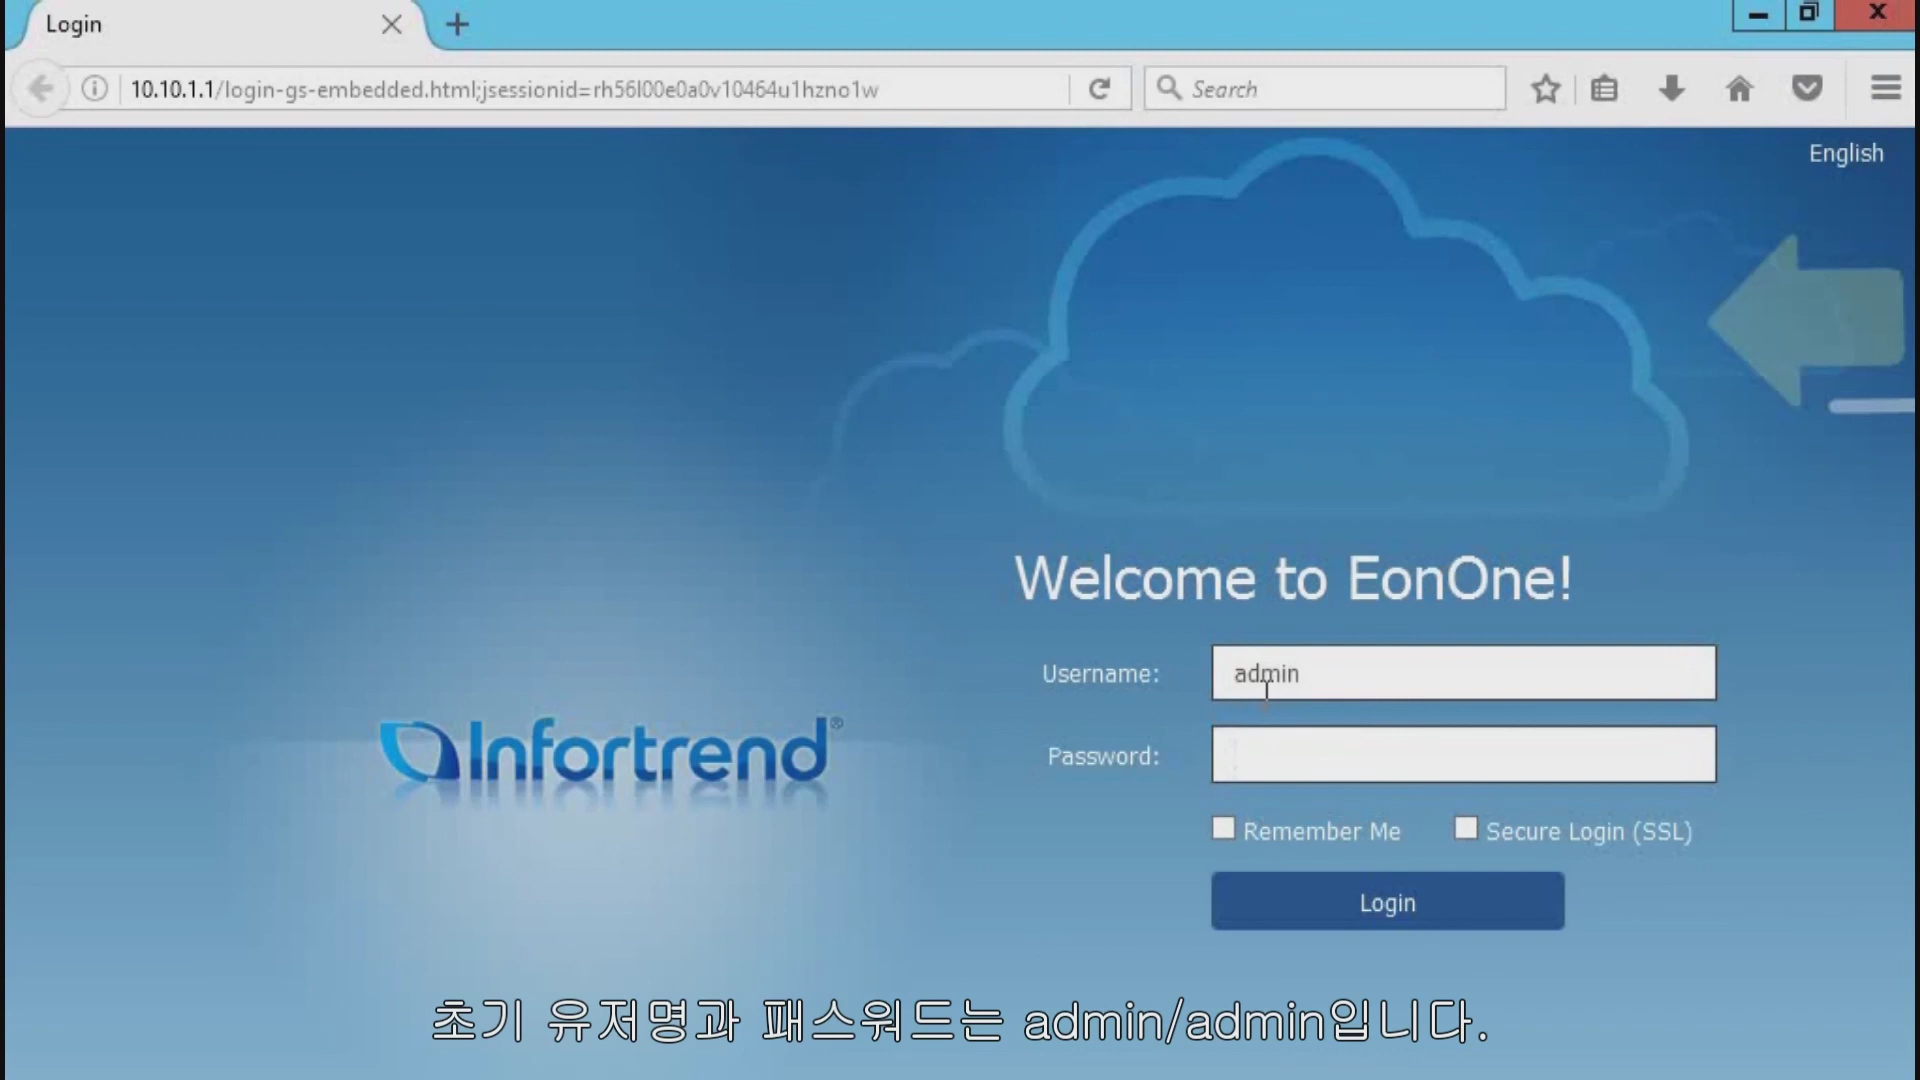 Login
10.10.1.1/login-gs-embedded.html;jsessionid=rh56l00e0a0v10464u1hzno1w
Search
English
Welcome to EonOne!
Username: admin
Infortrend®
Password:
Remember Me Secure Login (SSL)
Login
초기 유저명과 패스워드는 admin/admin입니다.